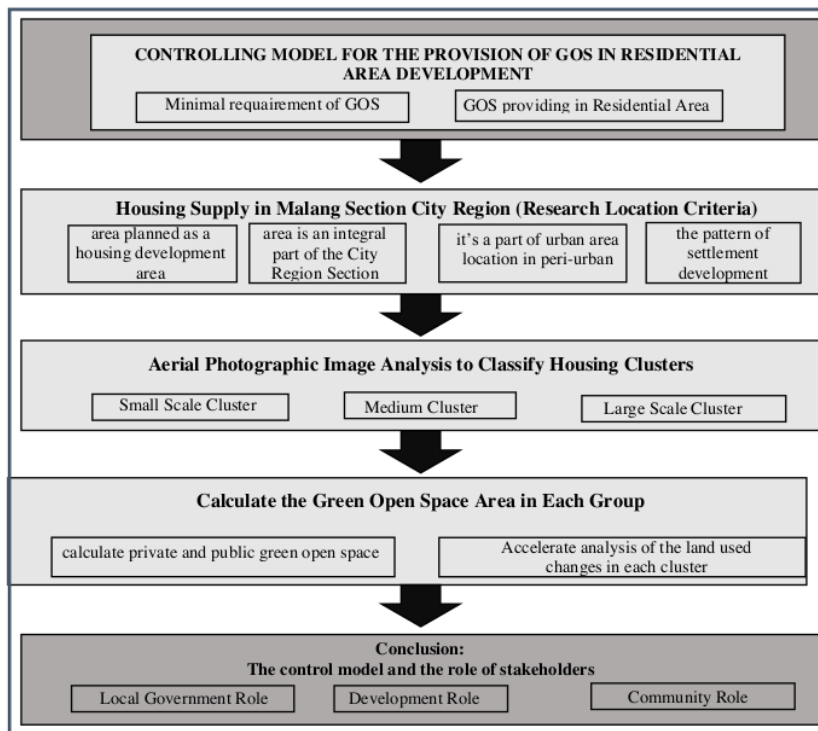 CONTROLLING MODEL FOR THE PROVISION OF GOS IN RESIDENTIAL
AREA DEVELOPMENT
Minimal requairement of GOS
GOS providing in Residential Area
Housing Supply in Malang Section City Region (Research Location Criteria)
area planned as a
housing development
area
area is an integral
part of the City
Region Section
it's a part of urban area
location in peri-urban
the pattern of
settlement
development
Aerial Photographic Image Analysis to Classify Housing Clusters
Small Scale Cluster
Medium Cluster
Large Scale Cluster
Calculate the Green Open Space Area in Each Group
calculate private and public green open space
Accelerate analysis of the land used
changes in each cluster
Conclusion:
The control model and the role of stakeholders
Local Government Role
Development Role
Community Role